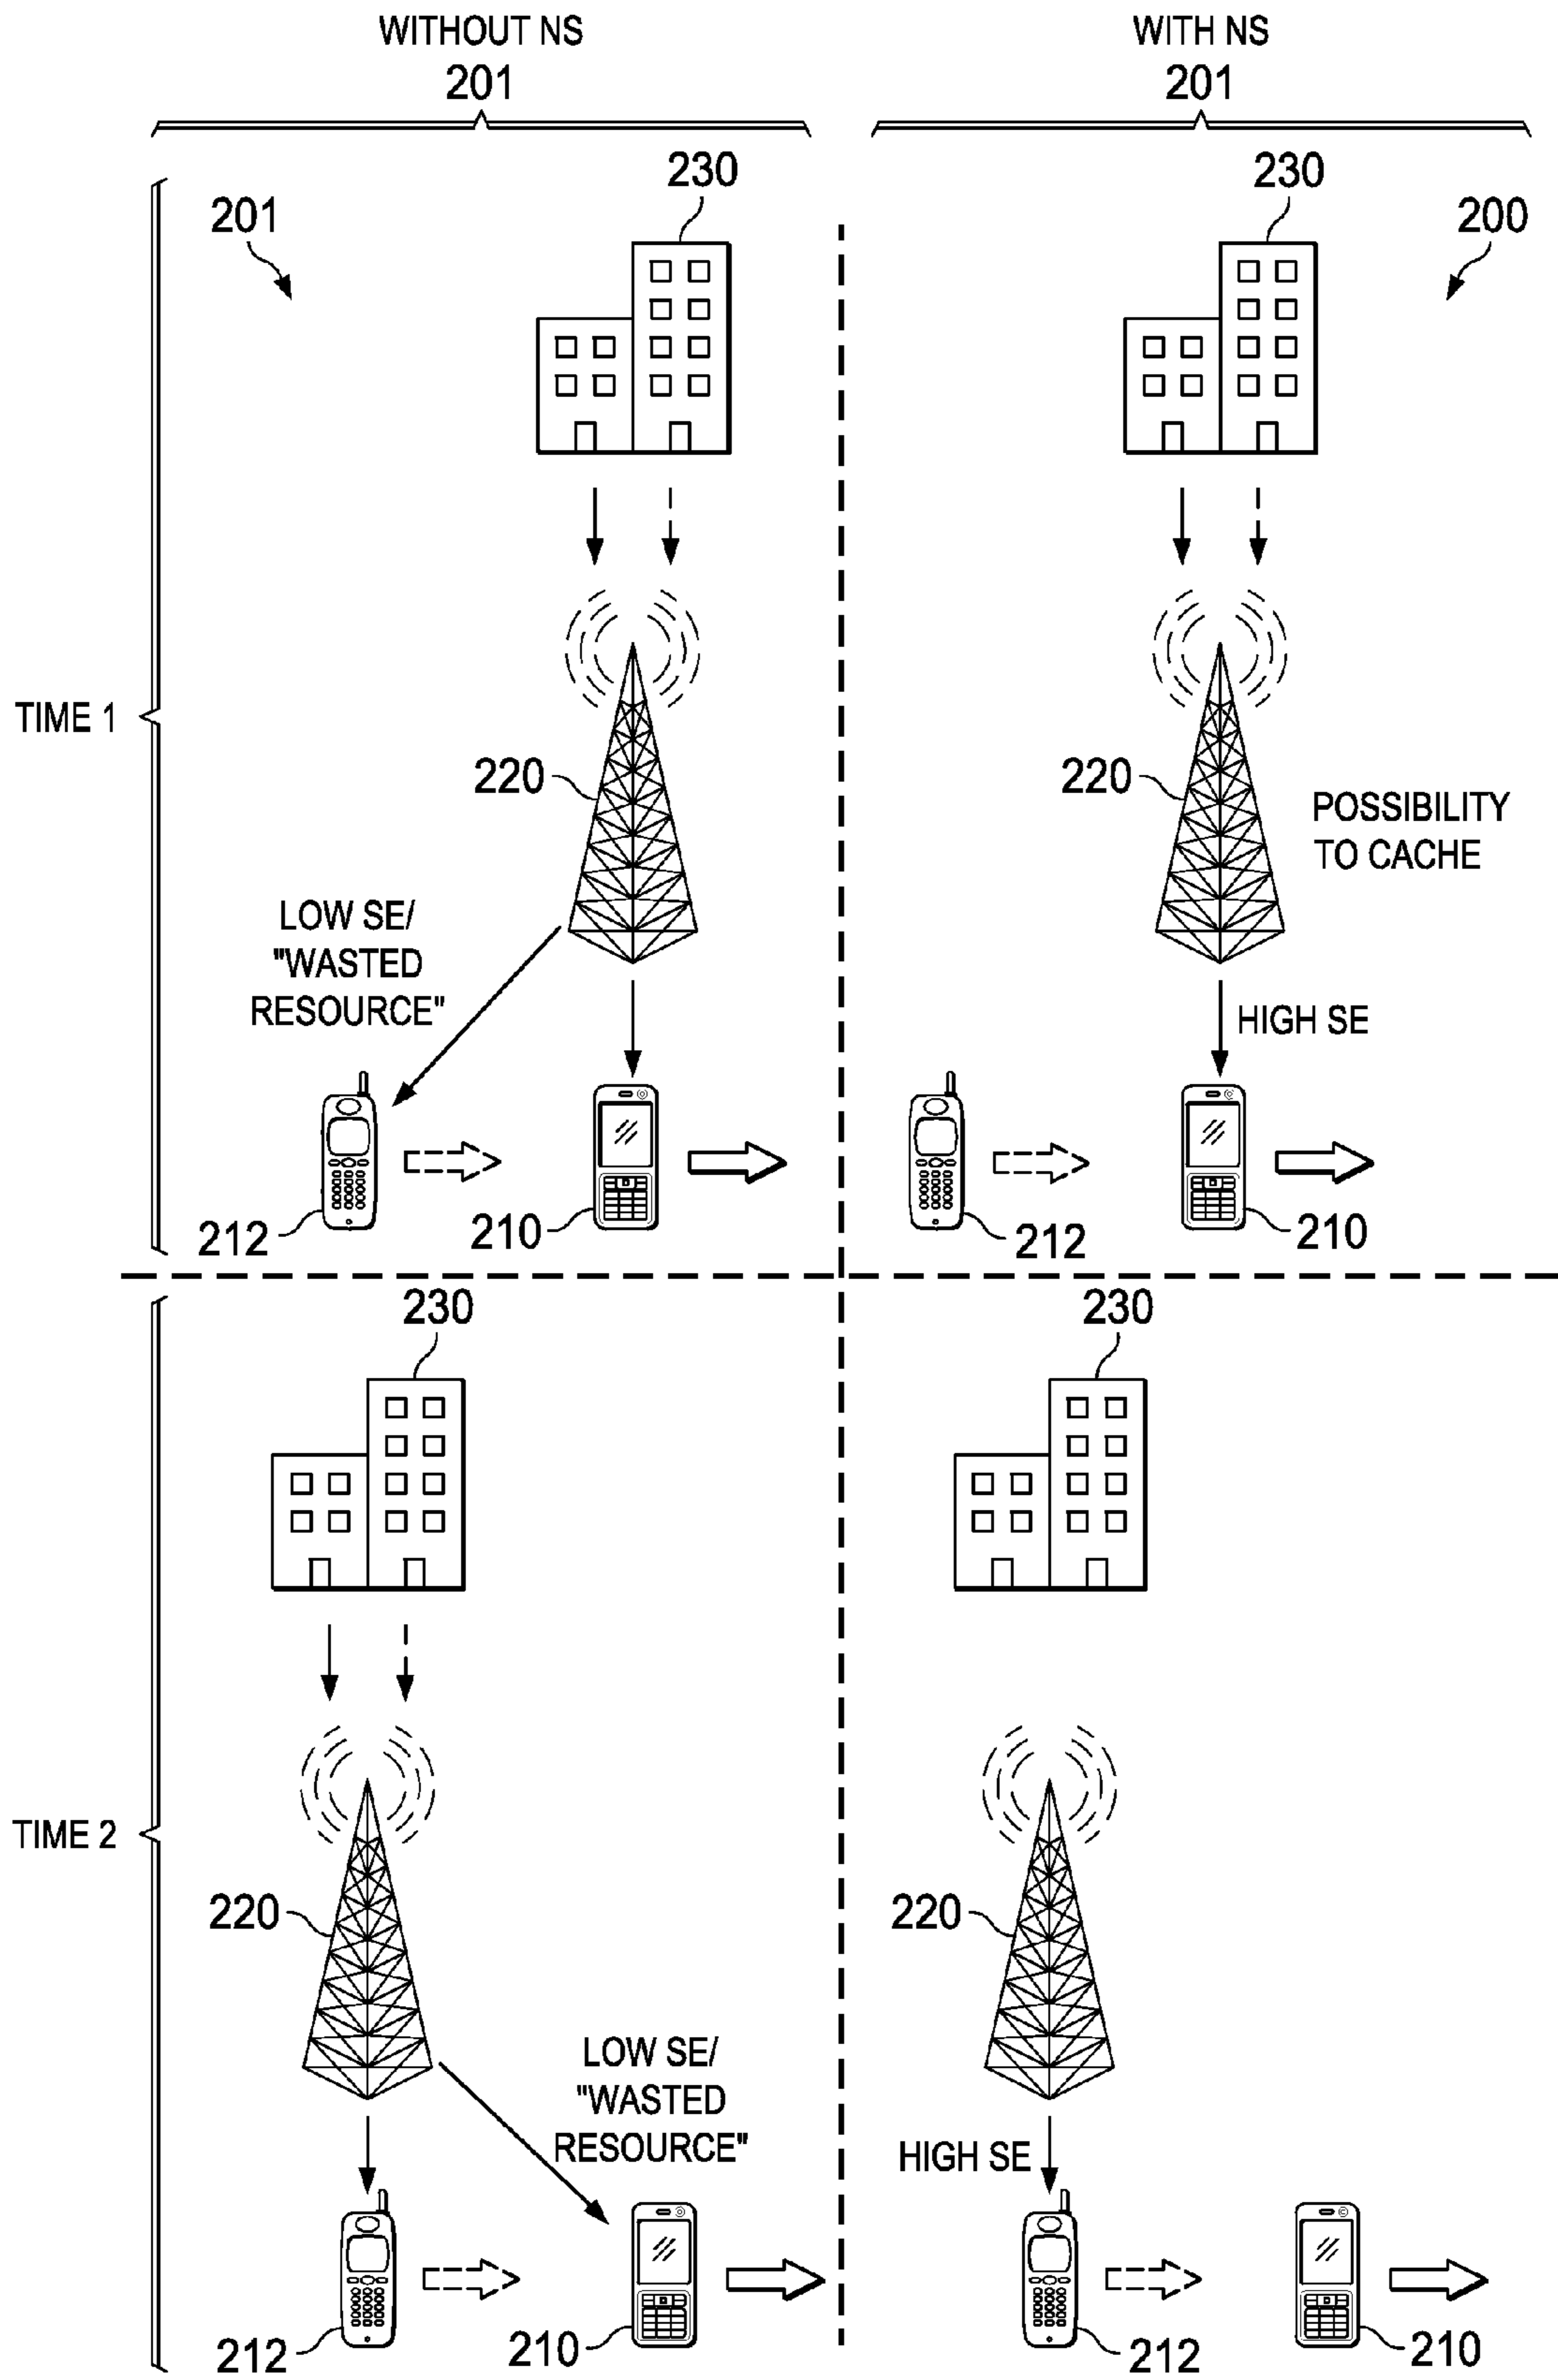 WITHOUT NS
201
WITH NS
201
230
230
201
200
TIME 1
220
220
POSSIBILITY
TO CACHE
LOW SE/
"WASTED
RESOURCE"
HIGH SE
212
210
212
210
230
230
TIME 2
220
220
LOW SE/
"WASTED
RESOURCE"
HIGH SE
212
210
212
210